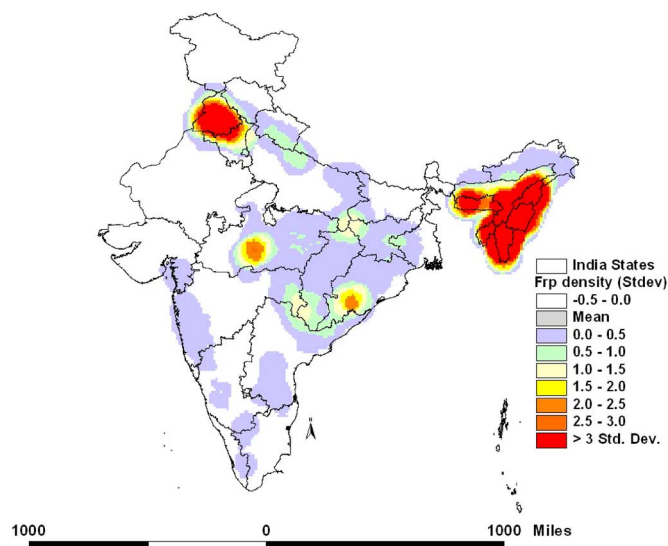 India States
Frp density (Stdev)
-0.5 - 0.0
Mean
0.0 - 0.5
0.5 - 1.0
1.0 - 1.5
1.5 - 2.0
2.0 - 2.5
2.5 - 3.0
> 3 Std. Dev.
N
1000 0 1000 Miles